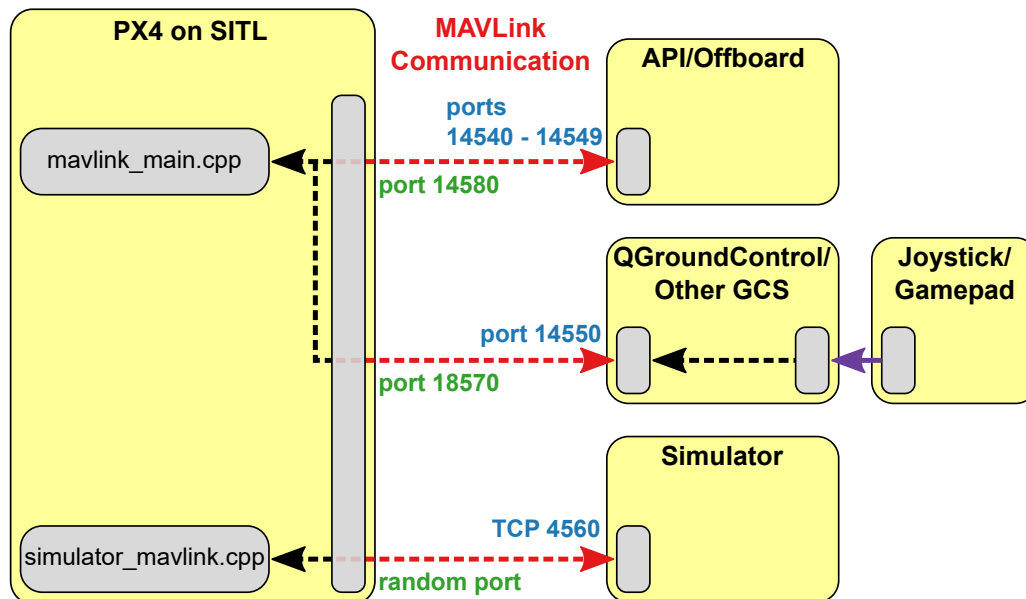 PX4 on SITL
MAVLink
Communication
API/Offboard
ports
14540 - 14549
mavlink_main.cpp
port 14580
QGroundControl/
Other GCS
Joystick/
Gamepad
port 14550
port 18570
Simulator
TCP 4560
simulator_mavlink.cpp
random port